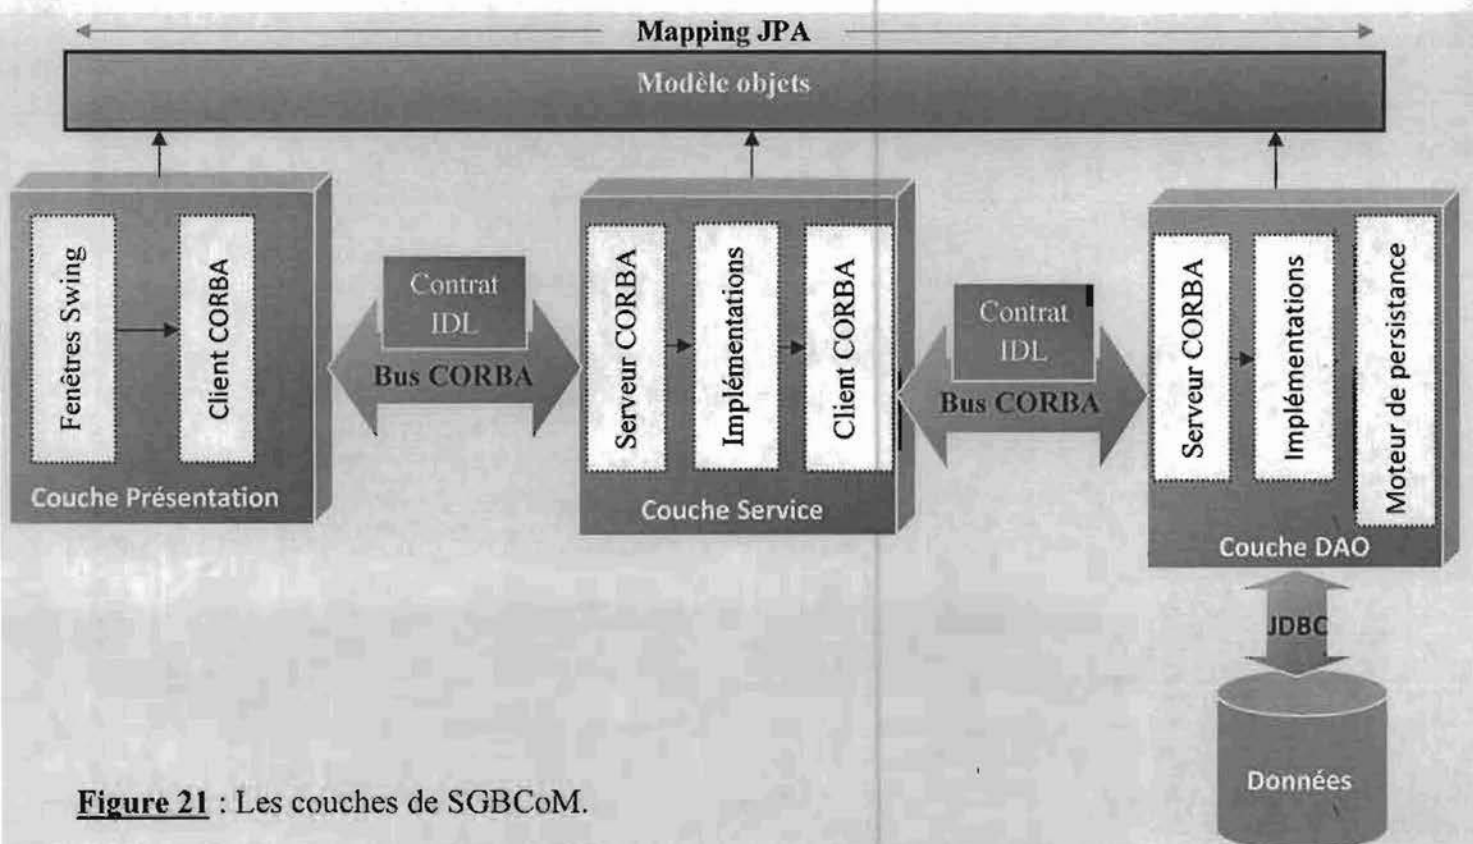 Mapping JPA
Modèle objets
Fenêtres Swing
Client CORBA
Couche Présentation
Contrat
IDL
Bus CORBA
Serveur CORBA
Implémentations
Client CORBA
Couche Service
Contrat
IDL
Bus CORBA
Serveur CORBA
Implémentations
Moteur de persistance
Couche DAO
JDBC
Données
Figure 21 : Les couches de SGBCoM.